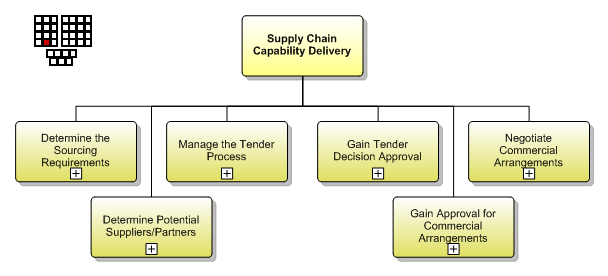 Supply Chain
Capability Delivery
Determine the
Sourcing
Requirements
Manage the Tender
Process
Gain Tender
Decision Approval
Negotiate
Commercial
Arrangements
Determine Potential
Suppliers/Partners
Gain Approval for
Commercial
Arrangements